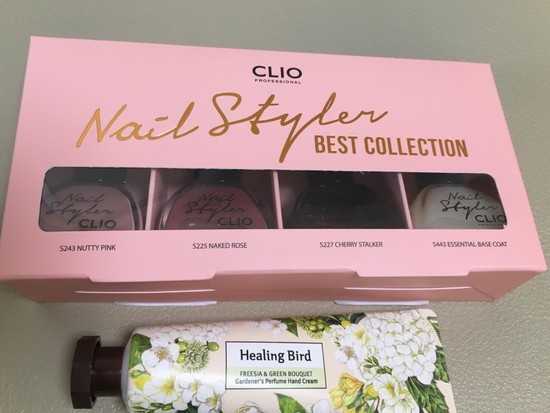 CLIO
PROFESSIONAL
Nail Styler
BEST COLLECTION
Nail
Styler
CLIO
Nail
Styler
CLIO
Nail
Styler
CLIO
S243 NUTTY PINK
S225 NAKED ROSE
S227 CHERRY STALKER
S443 ESSENTIAL BASE COAT
Healing Bird
FREESIA & GREEN BOUQUET
Gardener's Perfume Hand Cream